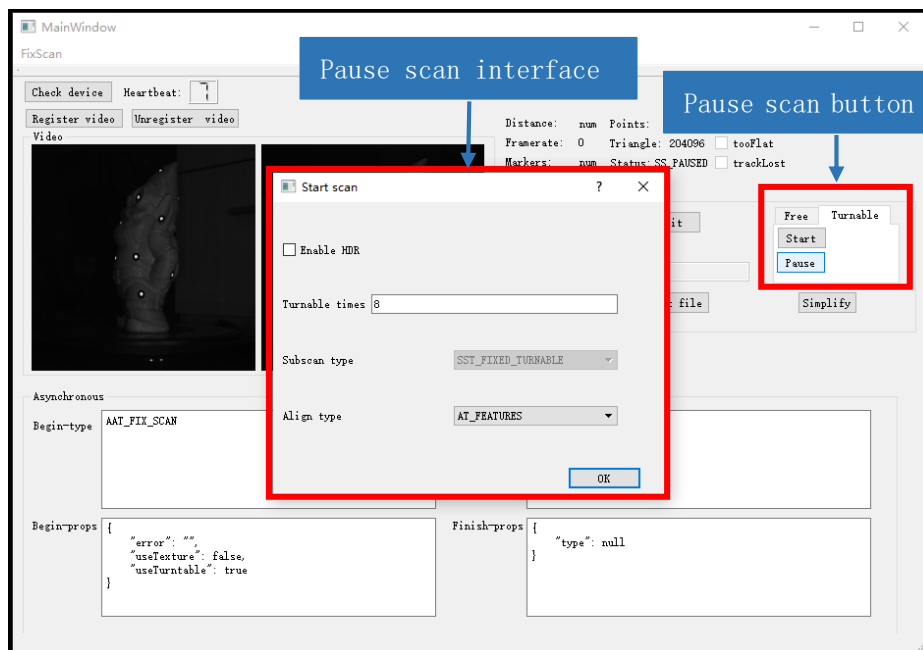 MainWindow
FixScan
Pause scan interface
Pause scan button
Check device Heartbeat: 7
Register video Unregister video
Video
Distance: num Points:
Framerate: 0 Triangle: 204096 tooFlat
Markers: num Status: SS_PAUSED trackLost
Start scan ? 
Enable HDR
Turnable times 8
Subscan type SST_FIXED_TURNABLE
Align type AT_FEATURES
OK
it
file
Free Turnable
Start
Pause
Simplify
Asynchronous
Begin-type AAT_FIX_SCAN
Begin-props {
"error": "",
"useTexture": false,
"useTurntable": true
}
Finish-props {
"type": null
}